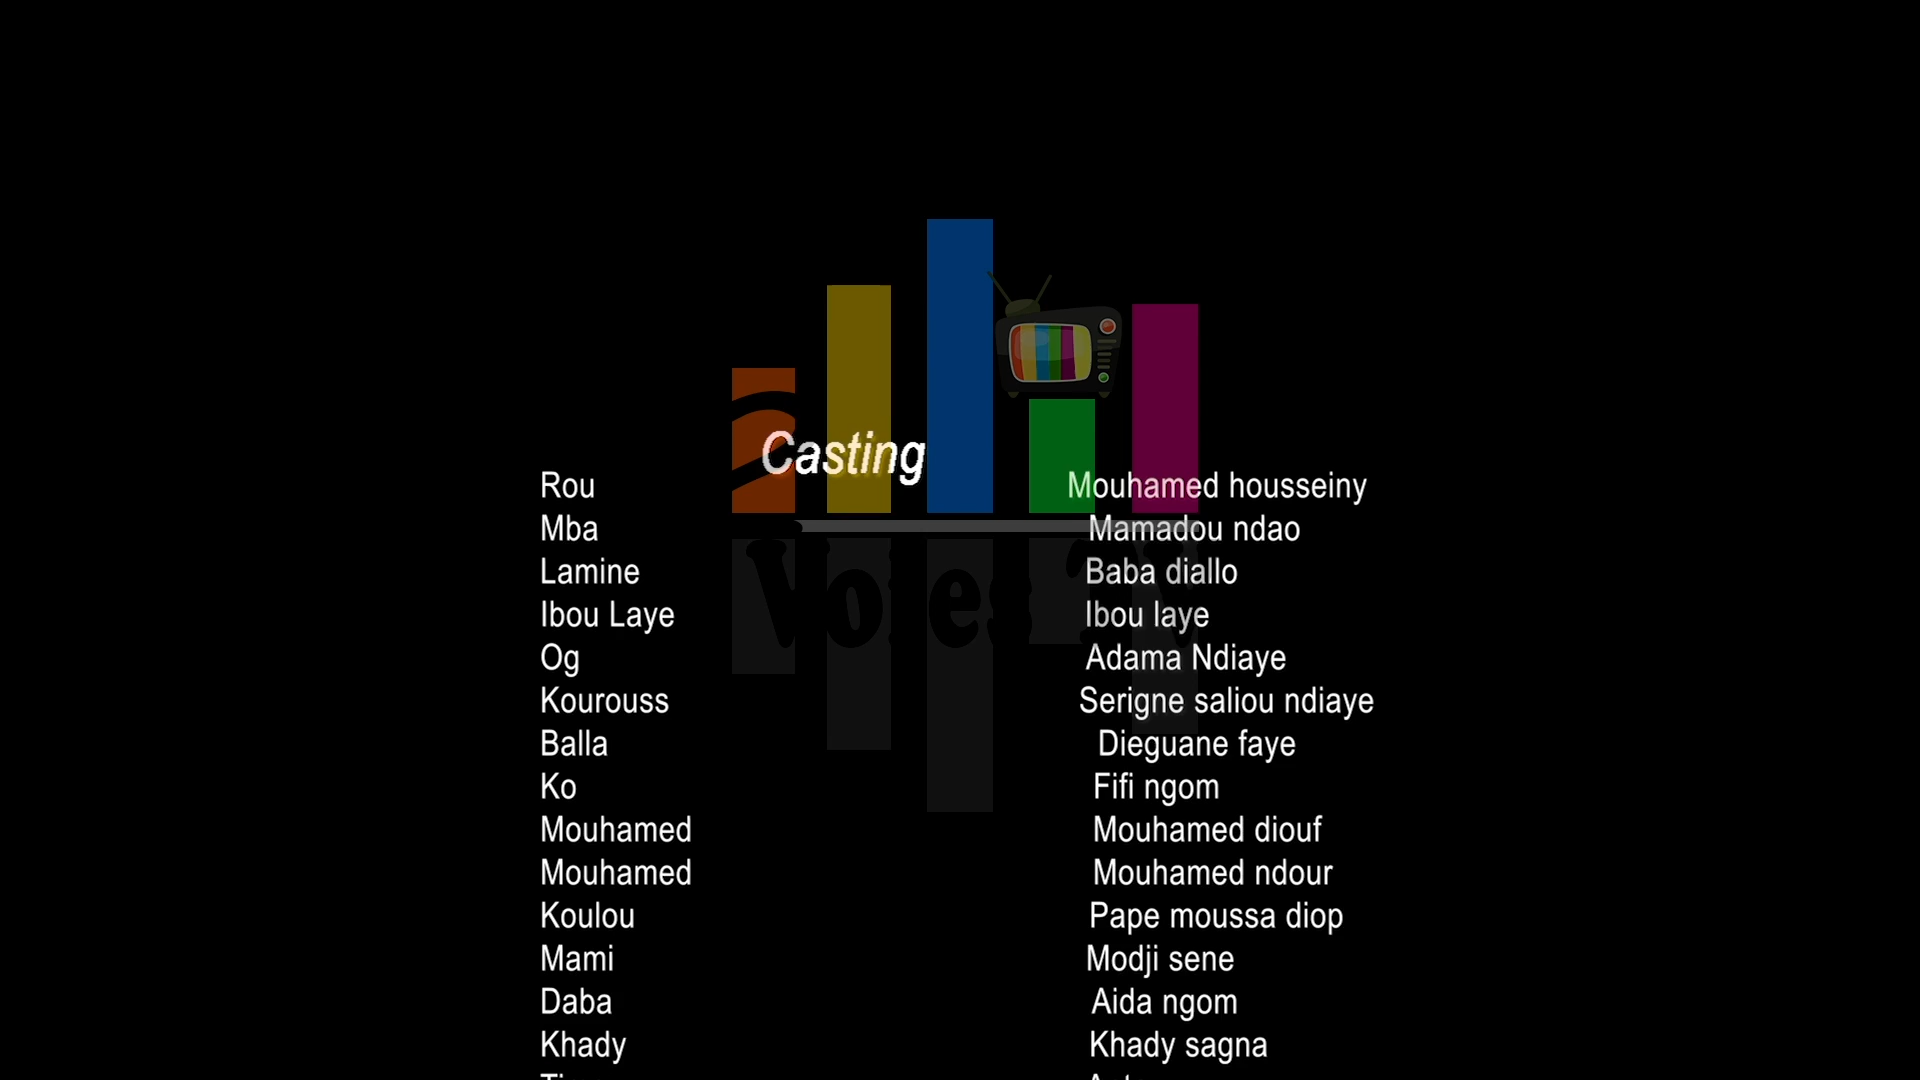 Casting
Rou Mouhamed housseiny
Mba Mamadou ndao
Lamine Baba diallo
Ibou Laye Ibou laye
Og Adama Ndiaye
Kourouss Serigne saliou ndiaye
Balla Dieguane faye
Ko Fifi ngom
Mouhamed Mouhamed diouf
Mouhamed Mouhamed ndour
Koulou Pape moussa diop
Mami Modji sene
Daba Aida ngom
Khady Khady sagna